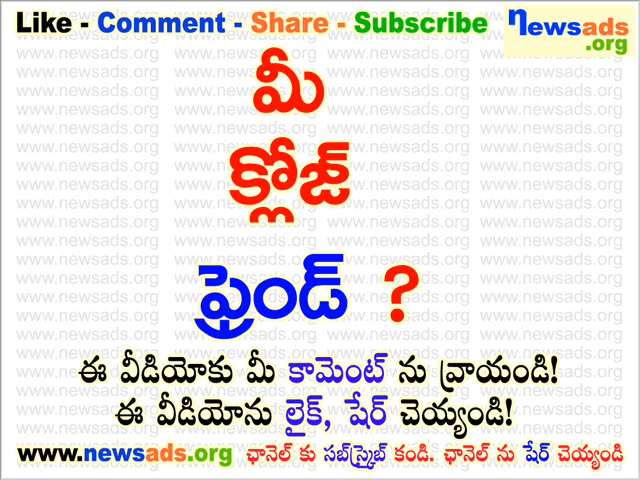 Like - Comment - Share - Subscribe
newsads
.org
మీ
క్లోజ్
ఫ్రెండ్ ?
ఈ వీడియోకు మీ కామెంట్ ను వ్రాయండి!
ఈ వీడియోను లైక్, షేర్ చెయ్యండి!
www.newsads.org ఛానెల్ కు సబ్‌స్క్రైబ్ కండి. ఛానెల్ ను షేర్ చెయ్యండి